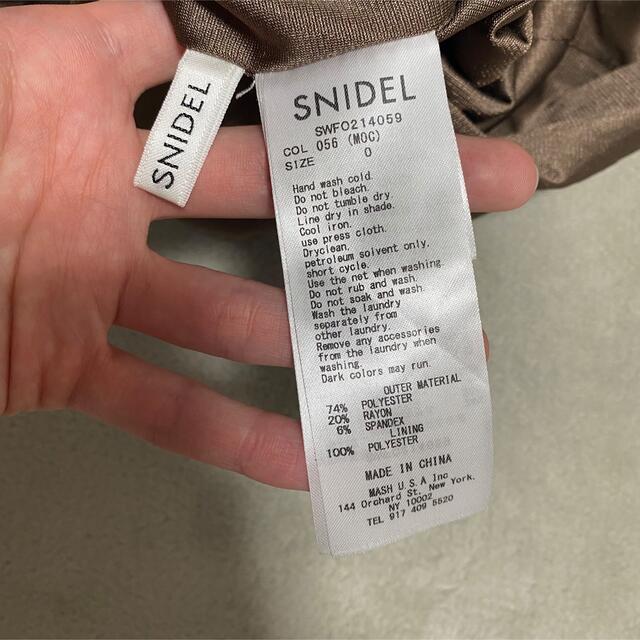 SNIDEL
SNIDEL
SWFO214059
COL 056 (MOC)
SIZE 0
Hand wash cold.
Do not bleach.
Do not tumble dry.
Line dry in shade.
Cool iron.
use press cloth.
Dryclean.
petroleum solvent only.
short cycle.
Use the net when washing.
Do not rub and wash.
Do not soak and wash.
Wash the laundry
separately from
other laundry.
Remove any accessories
from the laundry when
washing.
Dark colors may run.
OUTER MATERIAL
74% POLYESTER
20% RAYON
6% SPANDEX
LINING
100% POLYESTER
MADE IN CHINA
MASH U.S.A Inc
144 Orchard St. New York.
NY 10002
TEL 917 409 5520